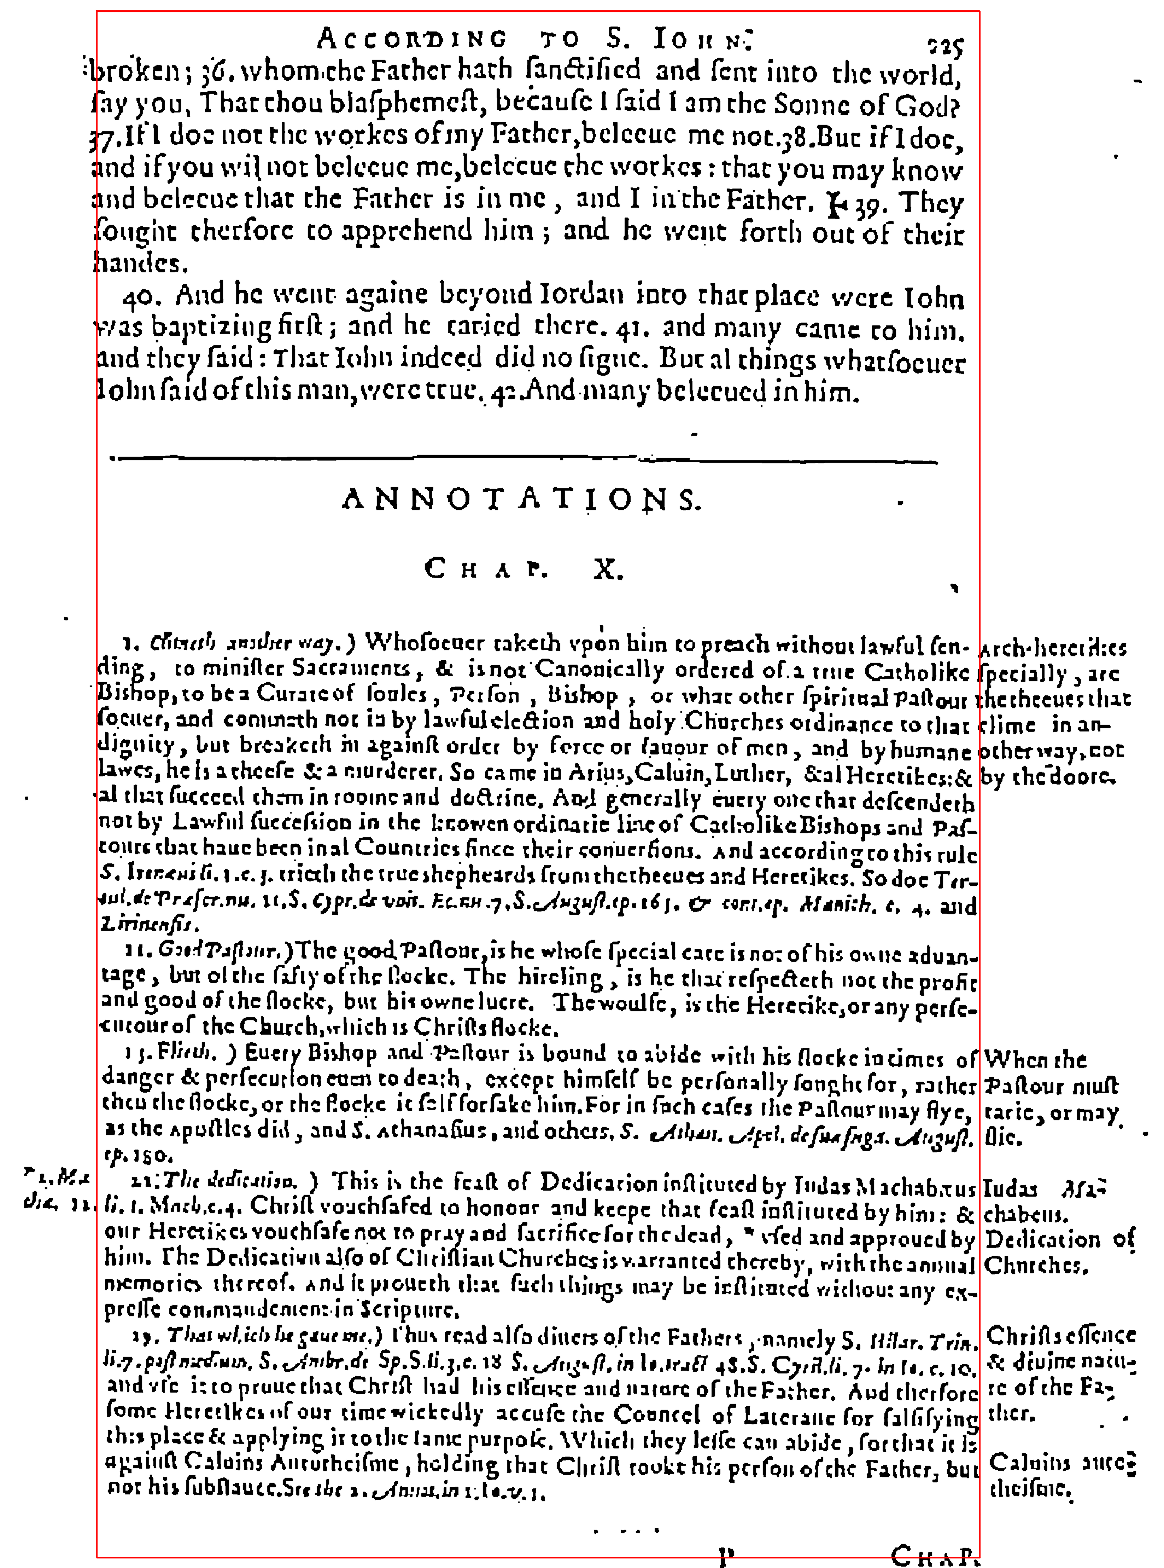 ACCORDING TO S. IOHN. 225
broken; 36. whom the Father hath ſanctified and ſent into the world,
ſay you, That thou blaſphemeſt, becauſe I ſaid I am the Sonne of God?
37. If I doe not the workes of my Father, beleeue me not. 38. But if I doe,
and if you wil not beleeue me, beleeue the workes: that you may know
and beleeue that the Father is in me, and I in the Father. 39. They
ſought therfore to apprehend him; and he went forth out of their
handes.
40. And he went againe beyond Iordan into that place were Iohn
was baptizing firſt; and he taried there. 41. and many came to him.
and they ſaid: That Iohn indeed did no ſigne. But al things whatſoeuer
Iohn ſaid of this man, were true. 42. And many beleeued in him.
ANNOTATIONS.
CHAP. X.
1. Climeth another way.) Whoſoeuer taketh vpon him to preach without lawful ſen-
ding, to miniſter Sacraments, & is not Canonically ordered of a true Catholike
Bishop, to be a Curate of ſoules, Perſon, Bishop, or what other ſpiritual Paſtour
ſoeuer, and commeth not in by lawful election and holy Churches ordinance to that
dignity, but breaketh in againſt order by force or fauour of men, and by humane
lawes, he is a theefe & a murderer. So came in Arius, Caluin, Luther, & al Heretikes: &
al that ſucceed them in roome and doctrine. And generally euery one that deſcendeth
not by Lawful ſucceſſion in the knowen ordinarie line of Catholike Bishops and Paſ-
tours that haue been in al Countries ſince their conuerſions. And according to this rule
S. Irenæus li. 3. c. 3. trieth the true shepheards from the theeues and Heretikes. So doe Ter-
tul. de Præſcr. nu. 11. S. Cypr. de vnit. Ec. nu. 7. S. Auguſt. ep. 165. & cont. ep. Manich. c. 4. and
Lirinenſis.
Arch-heretikes
ſpecially, are
the theeues that
clime in an-
other way, not
by the doore.
11. Good Paſtour.) The good Paſtour, is he whoſe ſpecial care is not of his owne aduan-
tage, but of the ſafty of the flocke. The hireling, is he that reſpecteth not the profit
and good of the flocke, but his owne lucre. The woulfe, is the Heretike, or any perſe-
cutour of the Church, which is Chriſts flocke.
13. Flieth.) Euery Bishop and Paſtour is bound to abide with his flocke in times of
danger & perſecution euen to death, except himſelf be perſonally ſought for, rather
then the flocke, or the flocke it ſelf forſake him. For in ſuch caſes the Paſtour may flye,
as the Apoſtles did, and S. Athanaſius, and others. S. Athan. Apol. de ſua fuga. Auguſt.
ep. 180.
When the
Paſtour muſt
tarie, or may
flie.
22. The dedication.) This is the feaſt of Dedication inſtituted by Iudas Machabæus
li. 1. Mach. c. 4. Chriſt vouchſafed to honour and keepe that feaſt inſtituted by him: &
our Heretikes vouchſafe not to pray and ſacrifice for the dead, * vſed and approued by
him. The Dedication alſo of Chriſtian Churches is warranted thereby, with the annual
memories thereof. And it proueth that ſuch things may be inſtituted without any ex-
preſſe commandement in Scripture.
* 2. Ma
12.
Iudas Ma-
chabeus.
Dedication of
Churches.
29. That which he gaue me.) Thus read alſo diuers of the Fathers, namely S. Hilar. Trin.
li. 7. poſt medium. S. Ambr. de Sp. S. li. 3. c. 18 S. Auguſt. in Io. tract 48. S. Cyril. li. 7. in Io. c. 10.
and vſe it to proue that Chriſt had his eſſence and nature of the Father. And therfore
ſome Heretikes of our time wickedly accuſe the Councel of Laterane for falſifying
this place & applying it to the ſame purpoſe. Which they leſſe can abide, for that it is
againſt Caluins Autotheiſme, holding that Chriſt tooke his perſon of the Father, but
not his ſubſtance. See the 2. Annot. in 1. Io. v. 1.
Chriſts eſſence
& diuine natu-
re of the Fa-
ther.
Caluins auto-
theiſme.
P CHAP.